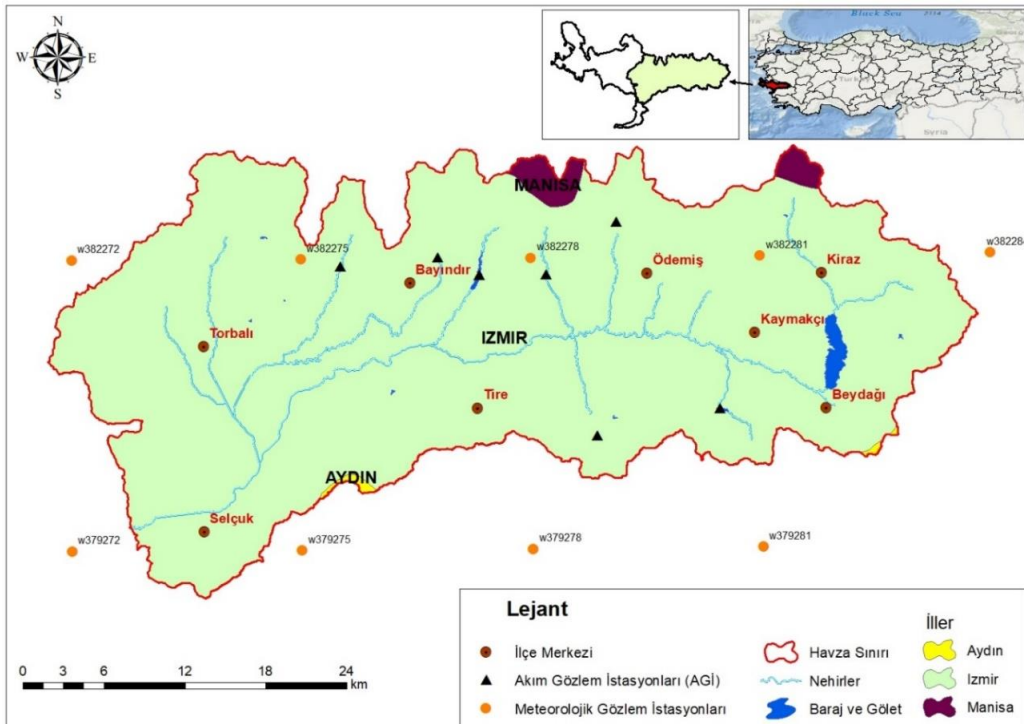 N
W E
S
Black Sea
Turkey
Syria
MANISA
w382272
w382275
w382278
w382281
w38228
Bayındır
Ödemiş
Kiraz
Torbalı
IZMIR
Kaymakçı
Tire
Beydağı
AYDIN
Selçuk
w379272
w379275
w379278
w379281
0 3 6 12 18 24
km
Lejant
İlçe Merkezi
Akım Gözlem İstasyonları (AGİ)
Meteorolojik Gözlem İstasyonları
Havza Sınırı
Nehirler
Baraj ve Gölet
İller
Aydın
Izmir
Manisa